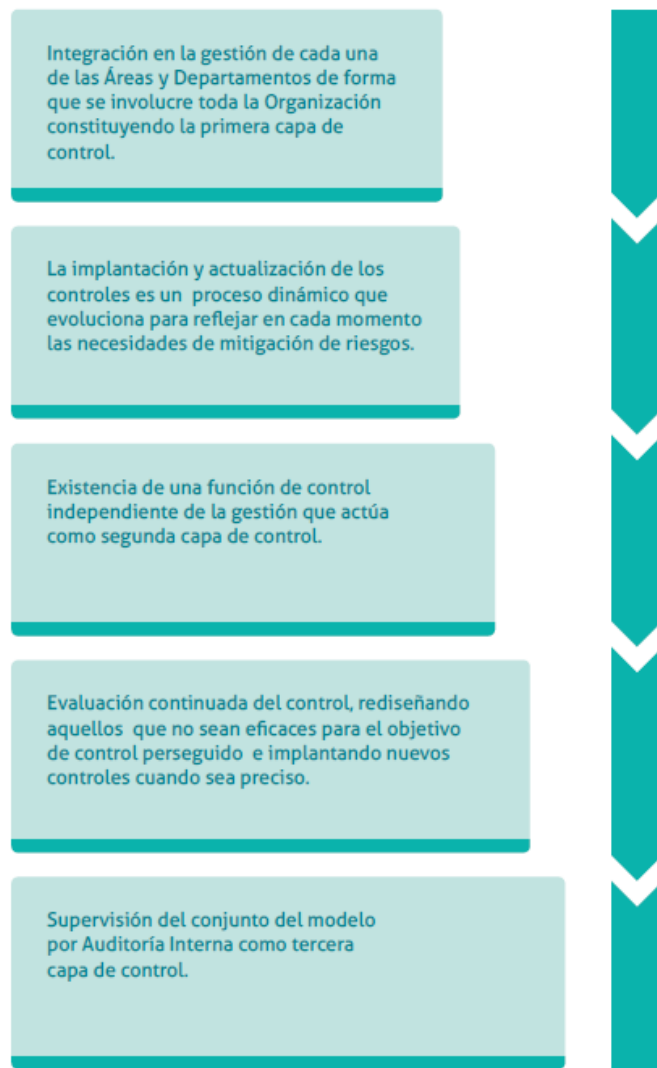 Integración en la gestión de cada una
de las Áreas y Departamentos de forma
que se involucre toda la Organización
constituyendo la primera capa de
control.
La implantación y actualización de los
controles es un proceso dinámico que
evoluciona para reflejar en cada momento
las necesidades de mitigación de riesgos.
Existencia de una función de control
independiente de la gestión que actúa
como segunda capa de control.
Evaluación continuada del control, rediseñando
aquellos que no sean eficaces para el objetivo
de control perseguido e implantando nuevos
controles cuando sea preciso.
Supervisión del conjunto del modelo
por Auditoría Interna como tercera
capa de control.